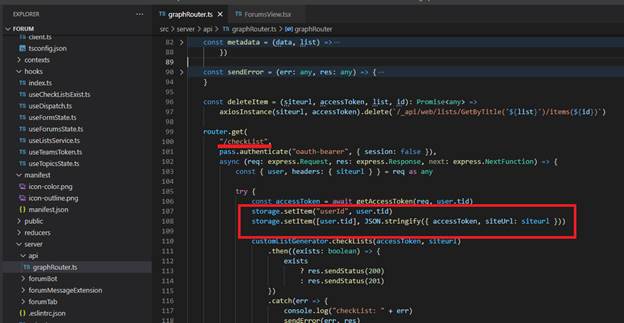 EXPLORER
graphRouter.ts
ForumsView.tsx
FORUM
client.ts
tsconfig.json
contexts
hooks
index.ts
useCheckListsExist.ts
useDispatch.ts
useFormState.ts
useForumsState.ts
useListsService.ts
useTeamsToken.ts
useTopicsState.ts
manifest
icon-color.png
icon-outline.png
manifest.json
public
reducers
server
api
graphRouter.ts
forumBot
forumMessageExtension
forumTab
.eslintrc.json
src > server > api > graphRouter.ts > graphRouter
82 const metadata = (data, list) =>
88 })
89
90 const sendError = (err: any, res: any) => {
94 }
95
96 const deleteItem = (siteurl, accessToken, list, id): Promise<any> =>
97 axiosInstance(siteurl, accessToken).delete(`/_api/web/lists/GetByTitle('${list}')/items(${id})`)
98
99 router.get(
100 "/checkList",
101 pass.authenticate("oauth-bearer", { session: false }),
102 async (req: express.Request, res: express.Response, next: express.NextFunction) => {
103 const { user, headers: { siteurl } } = req as any
104
105 try {
106 const accessToken = await getAccessToken(req, user.tid)
107 storage.setItem("userId", user.tid)
108 storage.setItem([user.tid], JSON.stringify({ accessToken, siteUrl: siteurl }))
109
110 customListGenerator.checkLists(accessToken, siteurl)
111 .then((exists: boolean) => {
112 exists
113 ? res.sendStatus(200)
114 : res.sendStatus(201)
115 })
116 .catch(err => {
117 console.log("checkList: " + err)
118 sendError(err, res)